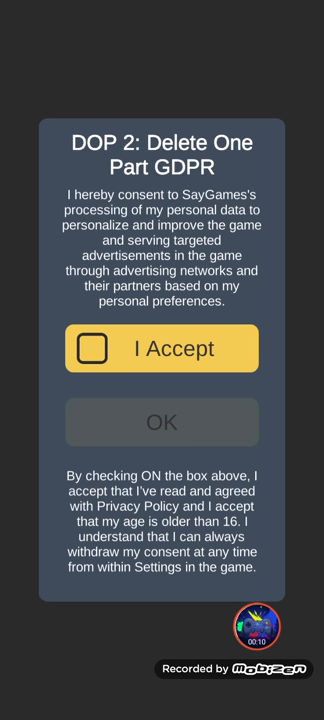 DOP 2: Delete One
Part GDPR
I hereby consent to SayGames's
processing of my personal data to
personalize and improve the game
and serving targeted
advertisements in the game
through advertising networks and
their partners based on my
personal preferences.
I Accept
OK
By checking ON the box above, I
accept that I've read and agreed
with Privacy Policy and I accept
that my age is older than 16. I
understand that I can always
withdraw my consent at any time
from within Settings in the game.
00:10
Recorded by mobizen